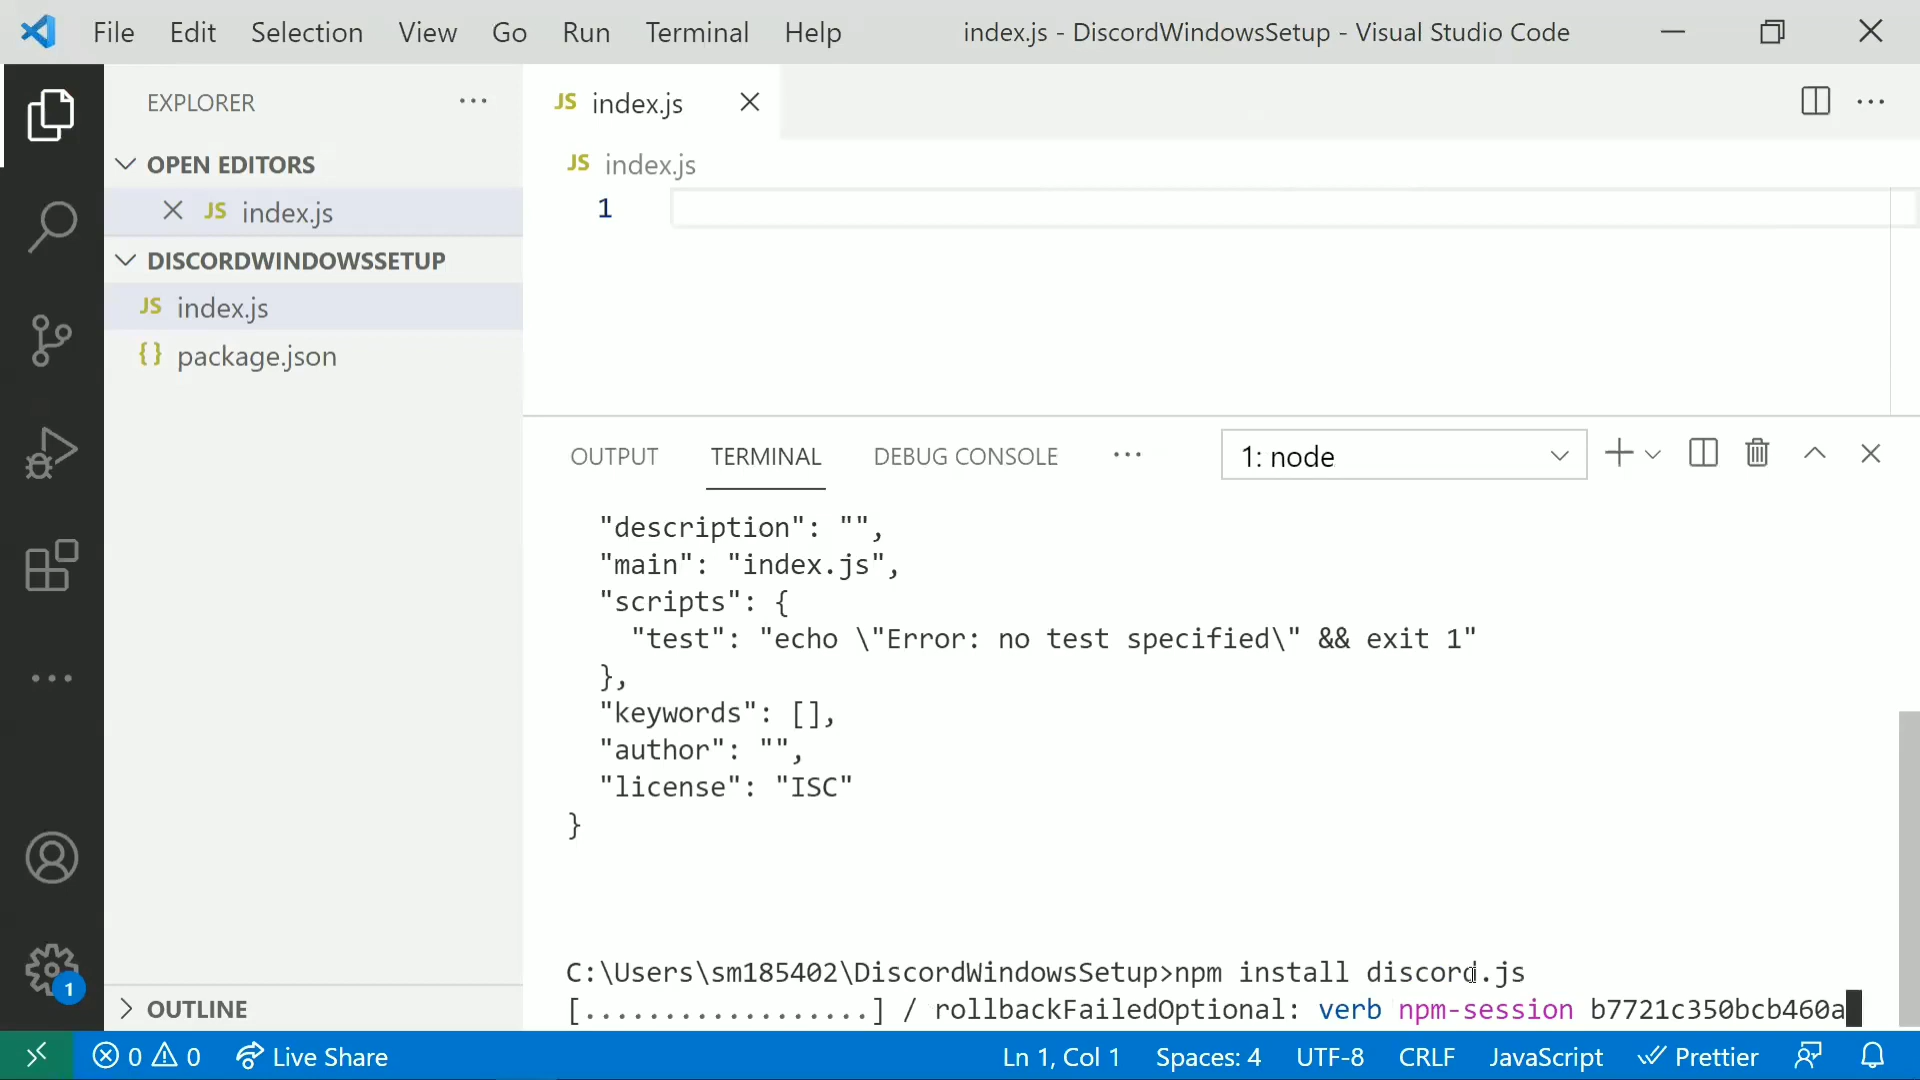 File Edit Selection View Go Run Terminal Help index.js - DiscordWindowsSetup - Visual Studio Code
EXPLORER
OPEN EDITORS
JS index.js
DISCORDWINDOWSSETUP
JS index.js
{} package.json
OUTLINE
JS index.js
JS index.js
1
OUTPUT TERMINAL DEBUG CONSOLE 1: node
"description": "",
"main": "index.js",
"scripts": {
"test": "echo \"Error: no test specified\" && exit 1"
},
"keywords": [],
"author": "",
"license": "ISC"
}
C:\Users\sm185402\DiscordWindowsSetup>npm install discord.js
[..................] / rollbackFailedOptional: verb npm-session b7721c350bcb460a
1
0 0 Live Share Ln 1, Col 1 Spaces: 4 UTF-8 CRLF JavaScript Prettier